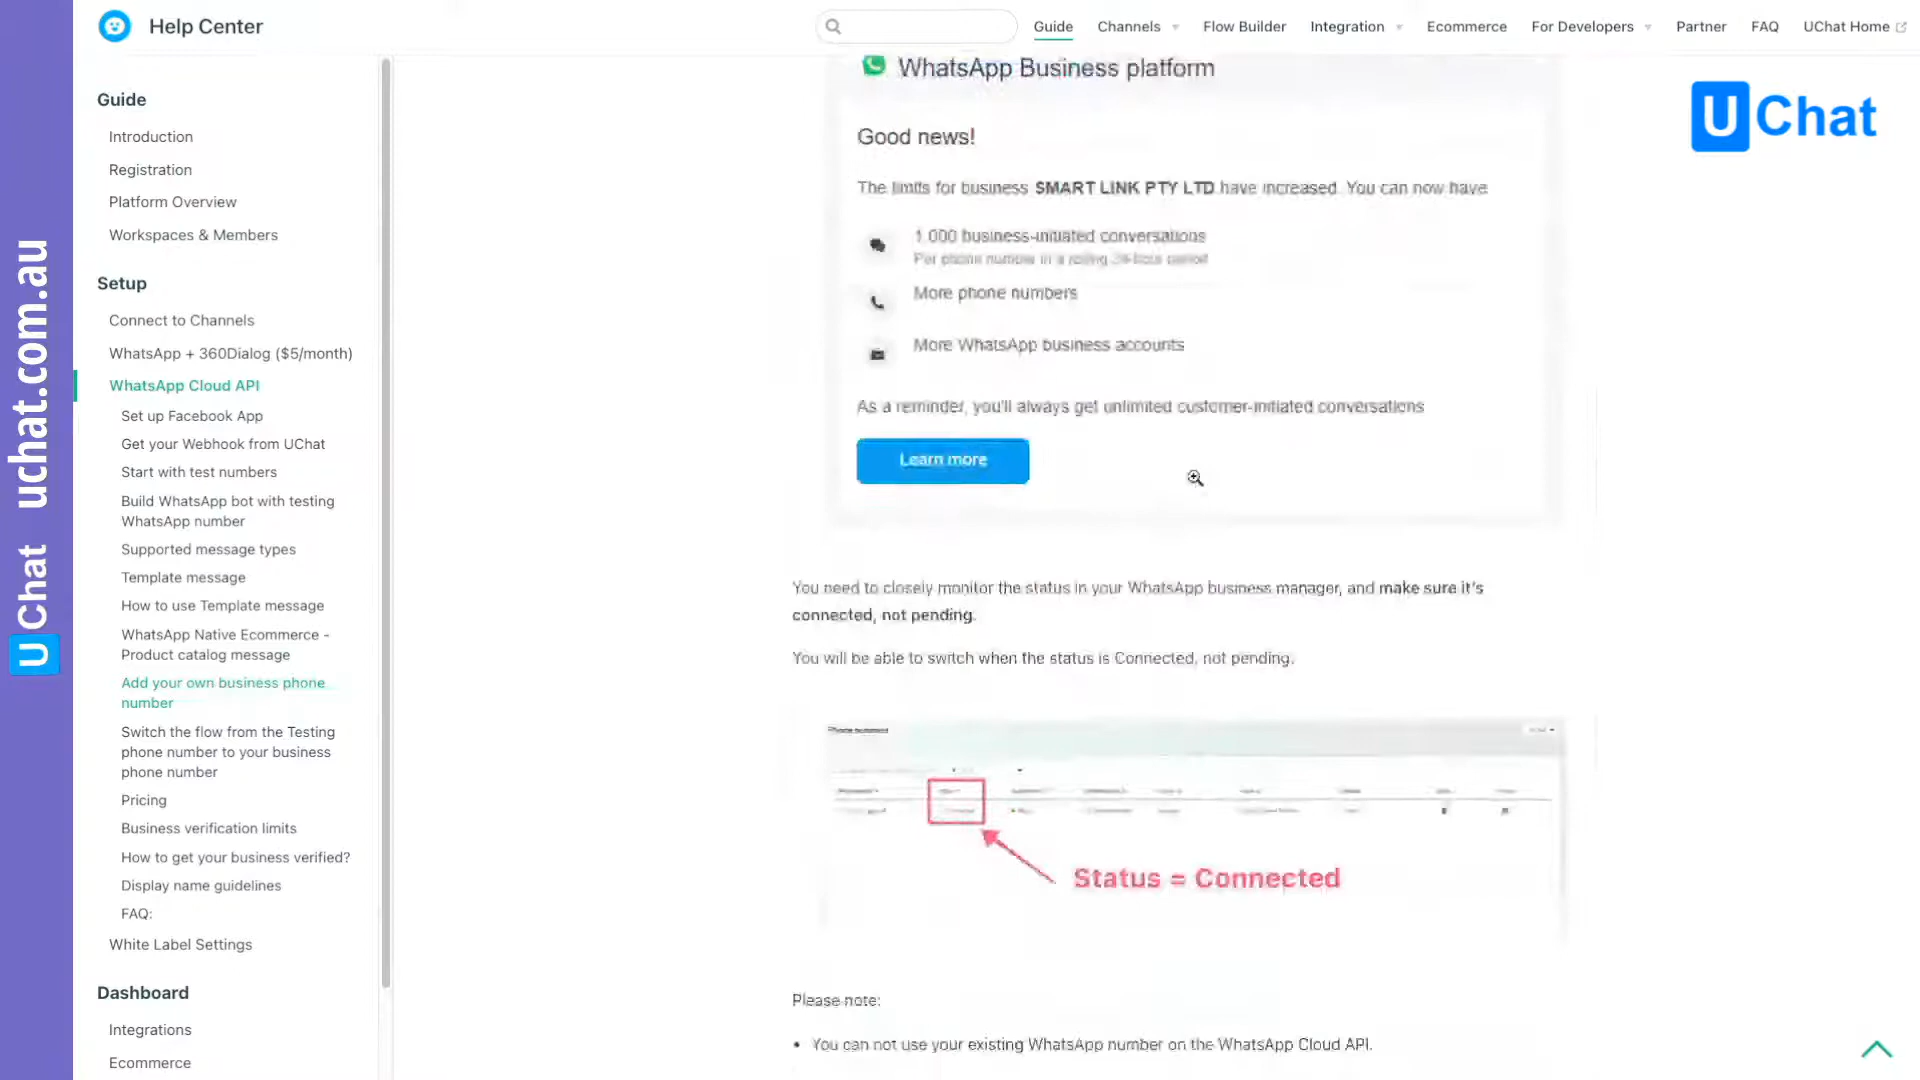 Help Center
Guide
Channels
Flow Builder
Integration
Ecommerce
For Developers
Partner
FAQ
UChat Home
UChat uchat.com.au
Guide
Introduction
Registration
Platform Overview
Workspaces & Members
Setup
Connect to Channels
WhatsApp + 360Dialog ($5/month)
WhatsApp Cloud API
Set up Facebook App
Get your Webhook from UChat
Start with test numbers
Build WhatsApp bot with testing
WhatsApp number
Supported message types
Template message
How to use Template message
WhatsApp Native Ecommerce -
Product catalog message
Add your own business phone
number
Switch the flow from the Testing
phone number to your business
phone number
Pricing
Business verification limits
How to get your business verified?
Display name guidelines
FAQ:
White Label Settings
Dashboard
Integrations
Ecommerce
UChat
WhatsApp Business platform
Good news!
The limits for business SMART LINK PTY LTD have increased. You can now have
1,000 business-initiated conversations
Per phone number in a rolling 24-hour period
More phone numbers
More WhatsApp business accounts
As a reminder, you'll always get unlimited customer-initiated conversations
Learn more
You need to closely monitor the status in your WhatsApp business manager, and make sure it's
connected, not pending.
You will be able to switch when the status is Connected, not pending.
Phone numbers
Status = Connected
Please note:
• You can not use your existing WhatsApp number on the WhatsApp Cloud API.